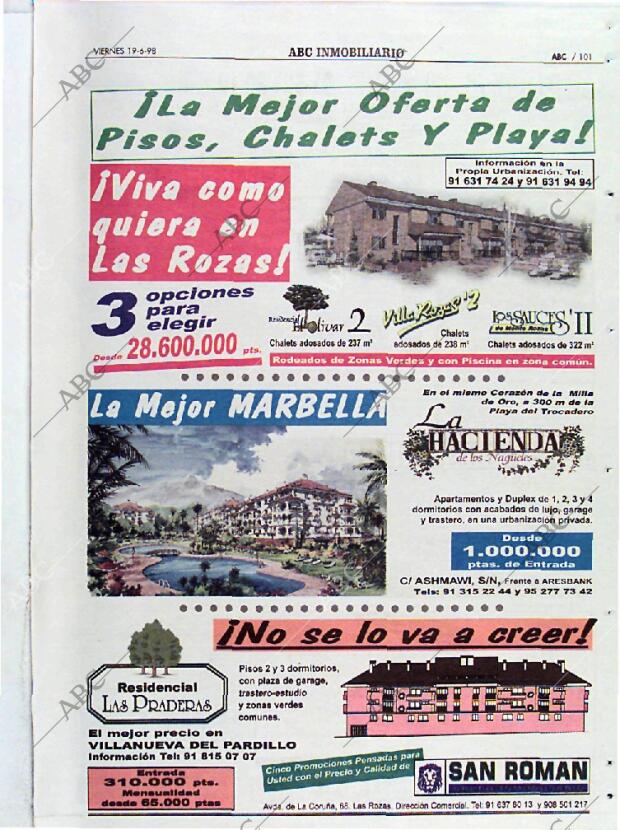 VIERNES 19-6-98
ABC INMOBILIARIO
ABC / 101
¡La Mejor Oferta de
Pisos, Chalets Y Playa!
Información en la
Propia Urbanización. Tel:
91 631 74 24 y 91 631 94 94
¡Viva como
quiera en
Las Rozas!
3 opciones
para
elegir
Desde 28.600.000 pts.
Residencial
El Olivar 2
Chalets adosados de 237 m²
Villa Rozas 2
Chalets
adosados de 238 m²
LOS SAUCES II
de Monte Rozas
Chalets adosados de 322 m²
Rodeados de Zonas Verdes y con Piscina en zona común.
La Mejor MARBELLA
En el mismo Corazón de la Milla
de Oro, a 300 m de la
Playa del Trocadero
La
HACIENDA
de los Nagüeles
Apartamentos y Duplex de 1, 2, 3 y 4
dormitorios con acabados de lujo, garage
y trastero, en una urbanización privada.
Desde
1.000.000
ptas. de Entrada
C/ ASHMAWI, S/N, Frente a ARESBANK
Tels: 91 315 22 44 y 95 277 73 42
¡No se lo va a creer!
Residencial
LAS PRADERAS
Pisos 2 y 3 dormitorios,
con plaza de garage,
trastero-estudio
y zonas verdes
comunes.
El mejor precio en
VILLANUEVA DEL PARDILLO
Información Tel: 91 815 07 07
Entrada
310.000 pts.
Mensualidad
desde 65.000 ptas
Cinco Promociones Pensadas para
Usted con el Precio y Calidad de
SAN ROMAN
Avda. de La Coruña, 68. Las Rozas. Dirección Comercial. Tel: 91 637 80 13 y 908 501 217